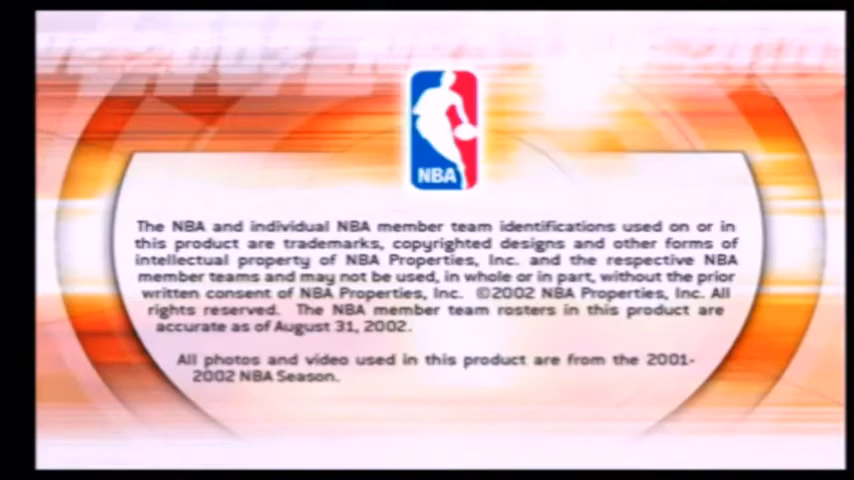 NBA
The NBA and individual NBA member team identifications used on or in
this product are trademarks, copyrighted designs and other forms of
intellectual property of NBA Properties, Inc. and the respective NBA
member teams and may not be used, in whole or in part, without the prior
written consent of NBA Properties, Inc. ©2002 NBA Properties, Inc. All
rights reserved. The NBA member team rosters in this product are
accurate as of August 31, 2002.
All photos and video used in this product are from the 2001-
2002 NBA Season.